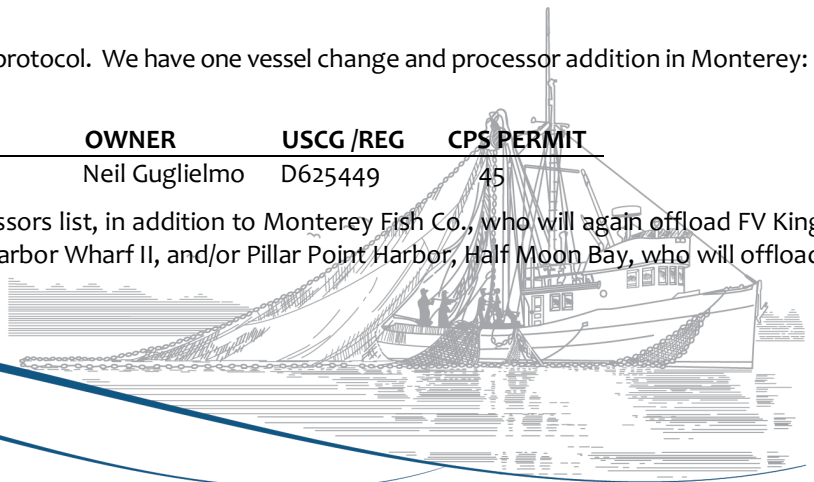 protocol. We have one vessel change and processor addition in Monterey:
OWNER USCG /REG CPS PERMIT
Neil Guglielmo D625449 45
ssors list, in addition to Monterey Fish Co., who will again offload FV King
arbor Wharf II, and/or Pillar Point Harbor, Half Moon Bay, who will offload